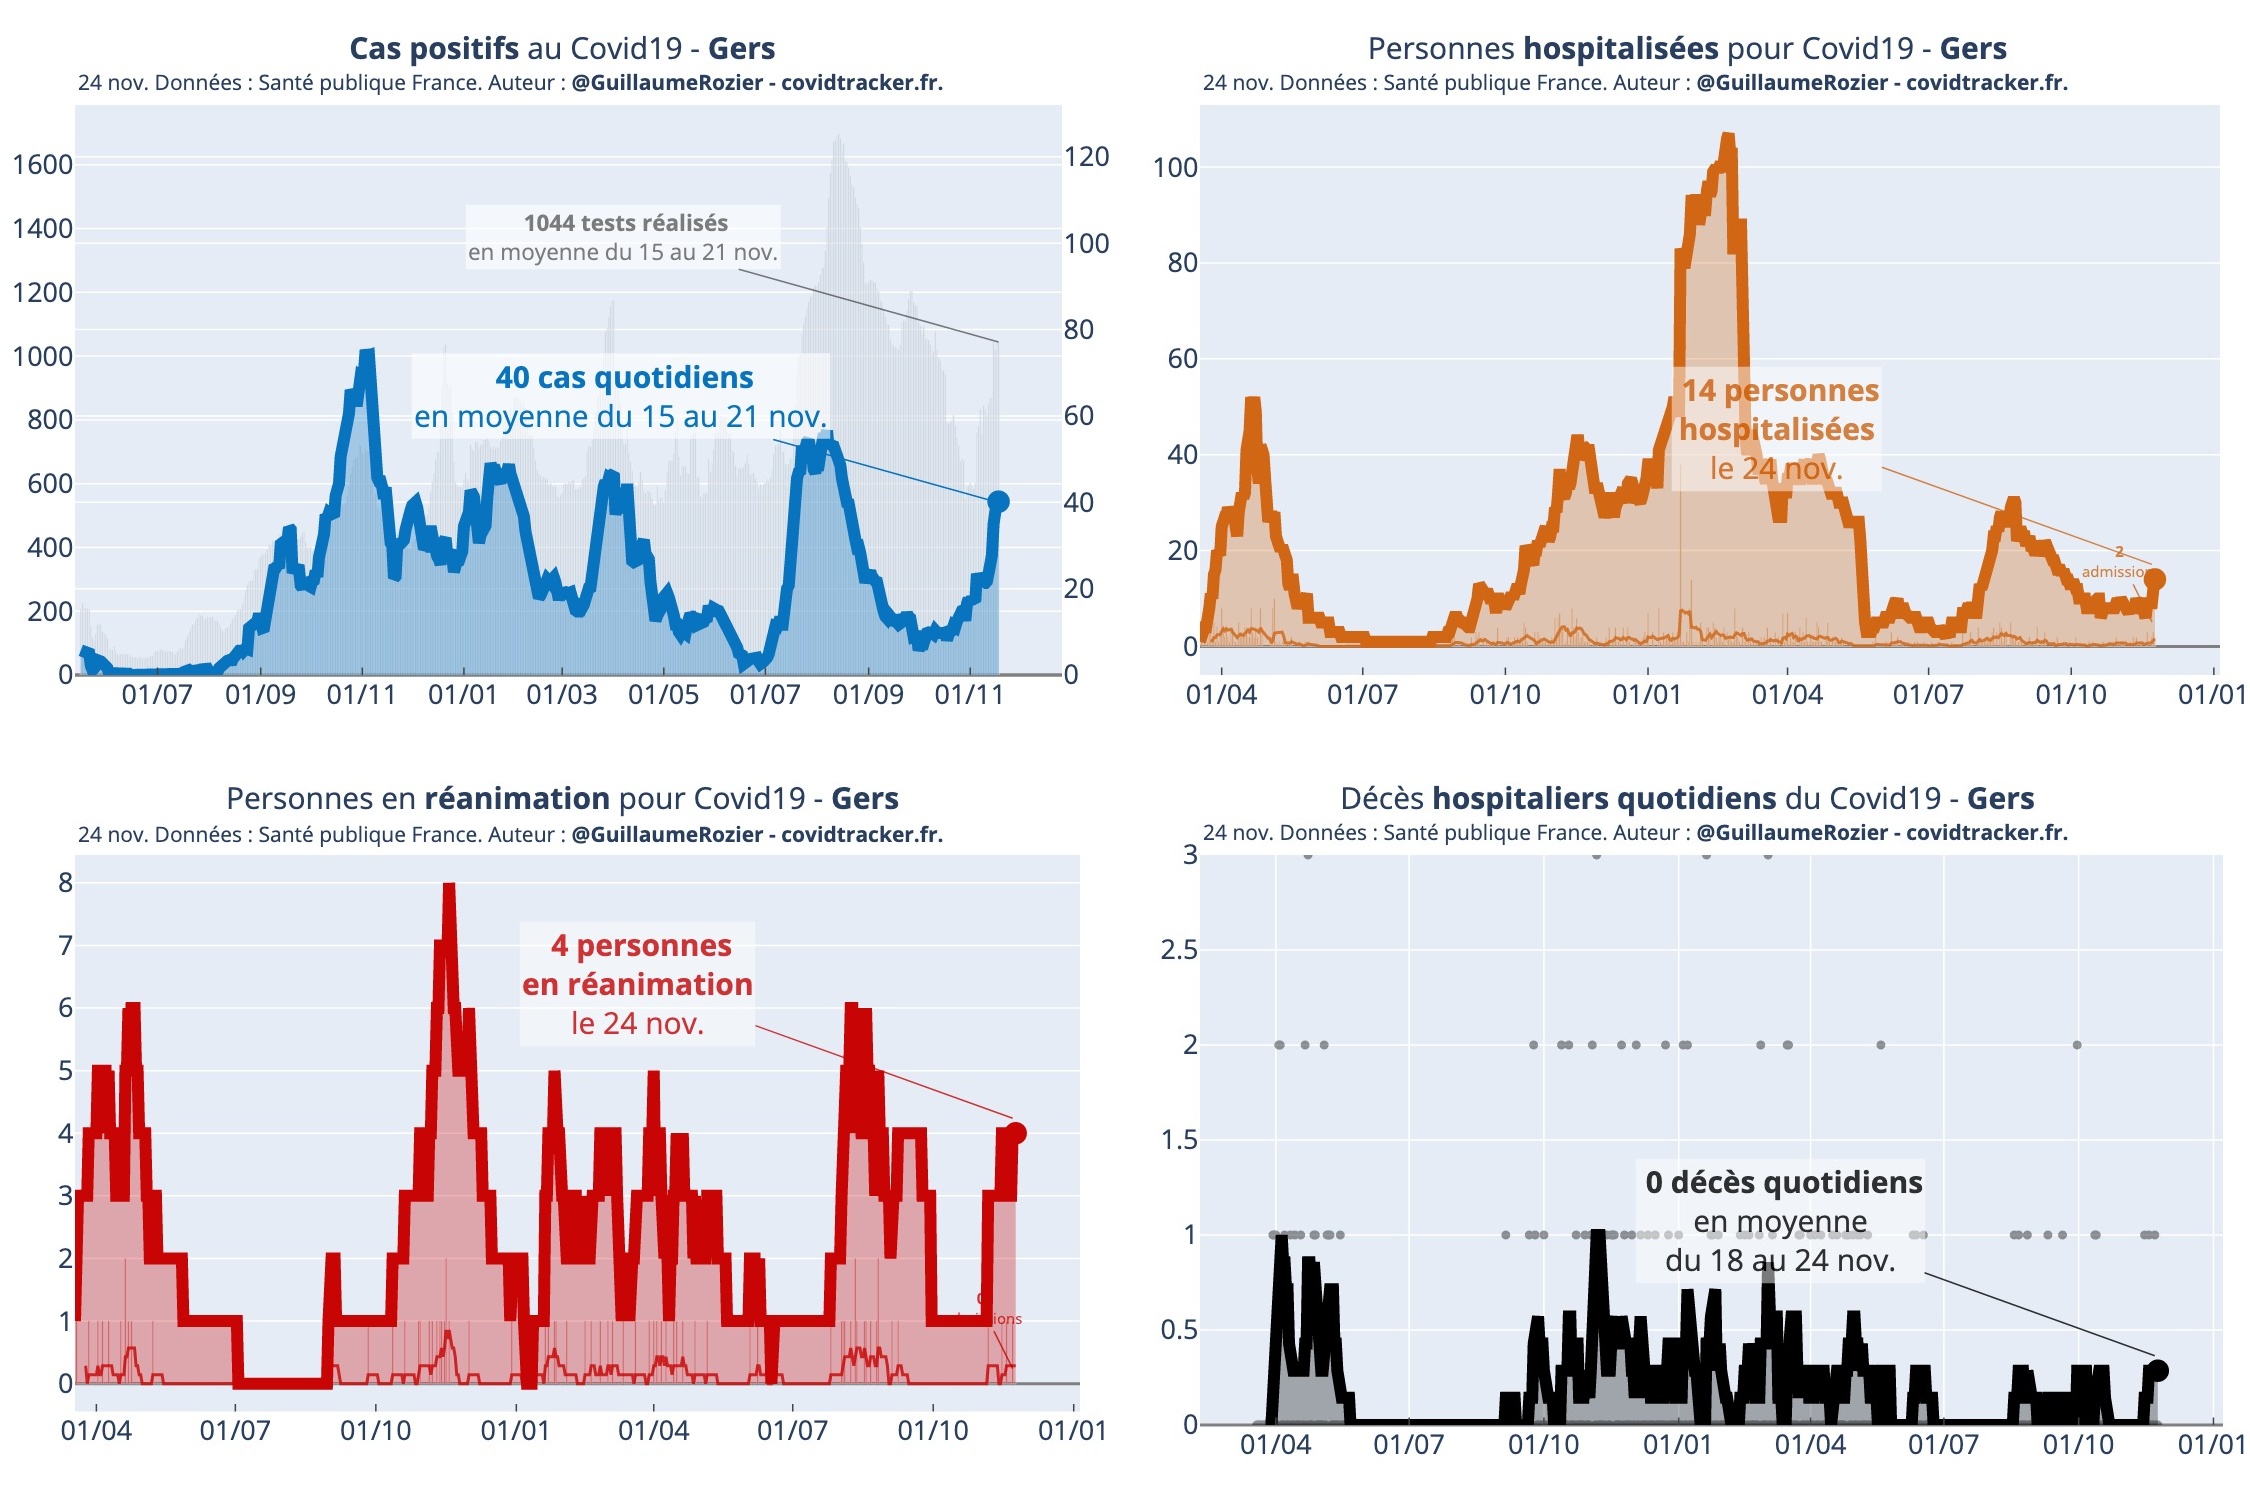 Cas positifs au Covid19 - Gers
24 nov. Données : Santé publique France. Auteur : @GuillaumeRozier - covidtracker.fr.
1600
1400
1200
1000
800
600
400
200
0
120
100
80
60
40
20
0
1044 tests réalisés
en moyenne du 15 au 21 nov.
40 cas quotidiens
en moyenne du 15 au 21 nov.
01/07 01/09 01/11 01/01 01/03 01/05 01/07 01/09 01/11
Personnes hospitalisées pour Covid19 - Gers
24 nov. Données : Santé publique France. Auteur : @GuillaumeRozier - covidtracker.fr.
100
80
60
40
20
0
14 personnes
hospitalisées
le 24 nov.
2
admission
01/04 01/07 01/10 01/01 01/04 01/07 01/10 01/01
Personnes en réanimation pour Covid19 - Gers
24 nov. Données : Santé publique France. Auteur : @GuillaumeRozier - covidtracker.fr.
8
7
6
5
4
3
2
1
0
4 personnes
en réanimation
le 24 nov.
01/04 01/07 01/10 01/01 01/04 01/07 01/10 01/01
Décès hospitaliers quotidiens du Covid19 - Gers
24 nov. Données : Santé publique France. Auteur : @GuillaumeRozier - covidtracker.fr.
3
2.5
2
1.5
1
0.5
0
0 décès quotidiens
en moyenne
du 18 au 24 nov.
01/04 01/07 01/10 01/01 01/04 01/07 01/10 01/01